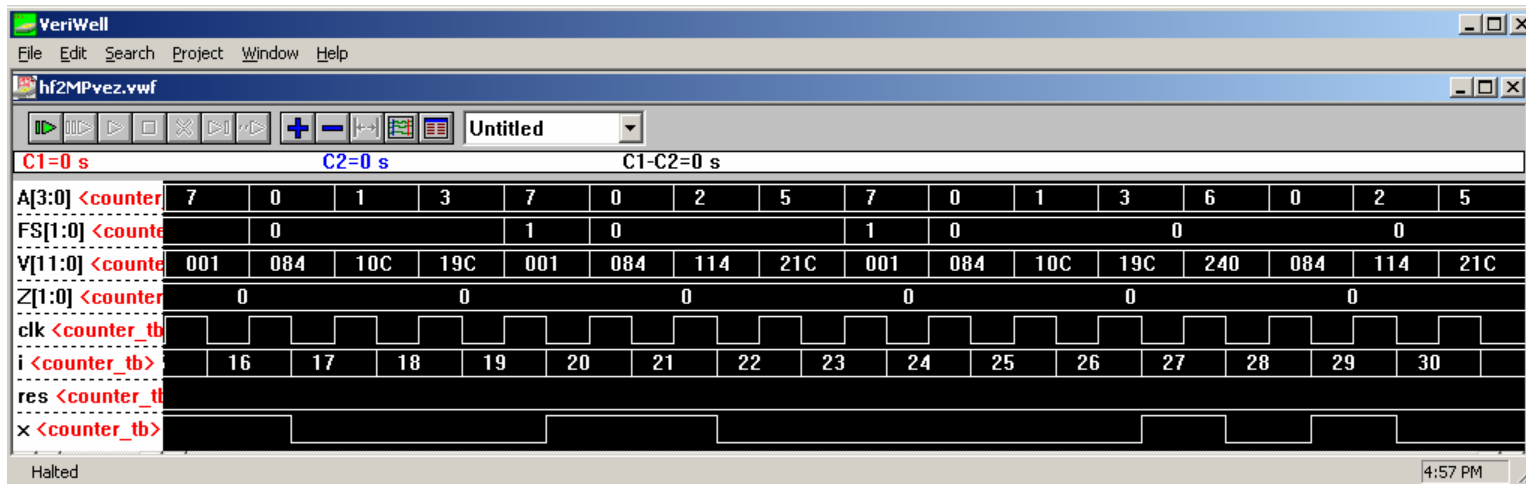 VeriWell
File Edit Search Project Window Help
hf2MPvez.vwf
Untitled
C1=0 s C2=0 s C1-C2=0 s
A[3:0] <counter 7 0 1 3 7 0 2 5 7 0 1 3 6 0 2 5
FS[1:0] <counte 0 1 0 1 0 0 0
V[11:0] <counte 001 084 10C 19C 001 084 114 21C 001 084 10C 19C 240 084 114 21C
Z[1:0] <counter 0 0 0 0 0 0
clk <counter_tb
i <counter_tb> 16 17 18 19 20 21 22 23 24 25 26 27 28 29 30
res <counter_tb
x <counter_tb>
Halted 4:57 PM